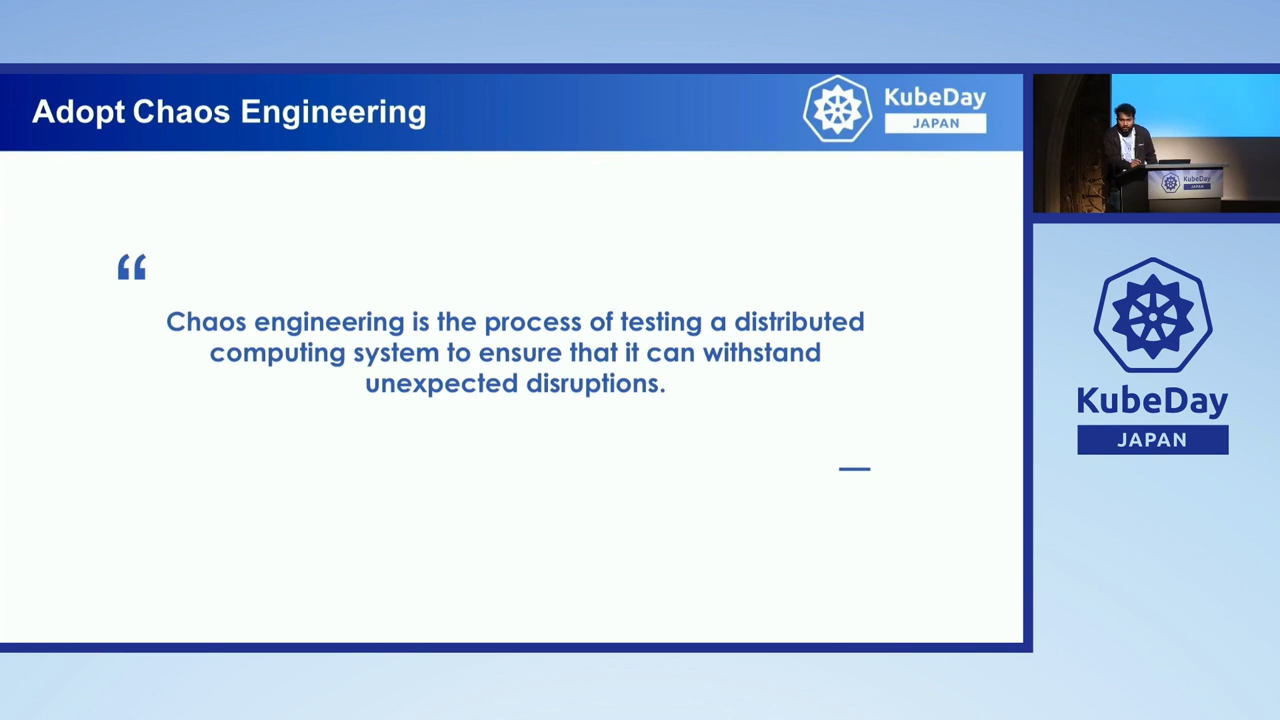 Adopt Chaos Engineering
KubeDay
JAPAN
“
Chaos engineering is the process of testing a distributed
computing system to ensure that it can withstand
unexpected disruptions.
—
KubeDay
JAPAN
KubeDay
JAPAN